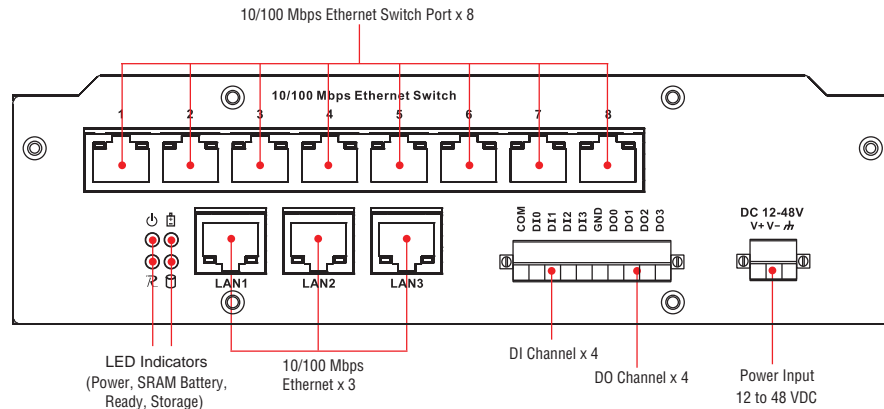 10/100 Mbps Ethernet Switch Port x 8
10/100 Mbps Ethernet Switch
1 2 3 4 5 6 7 8
COM DI0 DI1 DI2 DI3 GND DO0 DO1 DO2 DO3
DC 12-48V
V+ V-
LAN1 LAN2 LAN3
LED Indicators
(Power, SRAM Battery,
Ready, Storage)
10/100 Mbps
Ethernet x 3
DI Channel x 4
DO Channel x 4
Power Input
12 to 48 VDC